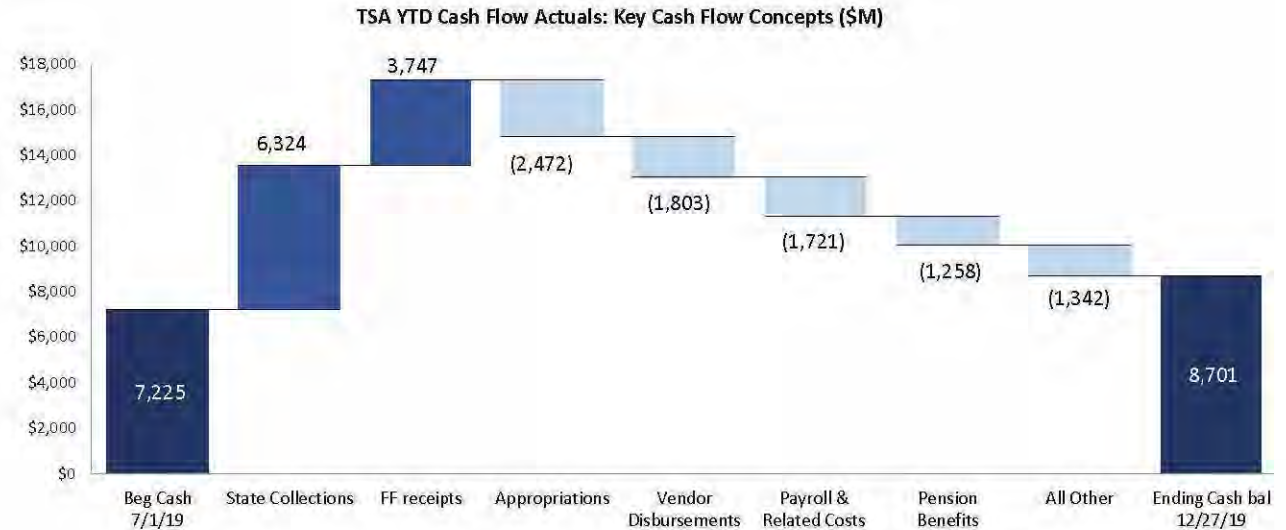 TSA YTD Cash Flow Actuals: Key Cash Flow Concepts ($M)
$18,000
$16,000
$14,000
$12,000
$10,000
$8,000
$6,000
$4,000
$2,000
$0
7,225
6,324
3,747
(2,472)
(1,803)
(1,721)
(1,258)
(1,342)
8,701
Beg Cash
7/1/19
State Collections
FF receipts
Appropriations
Vendor
Disbursements
Payroll &
Related Costs
Pension
Benefits
All Other
Ending Cash bal
12/27/19